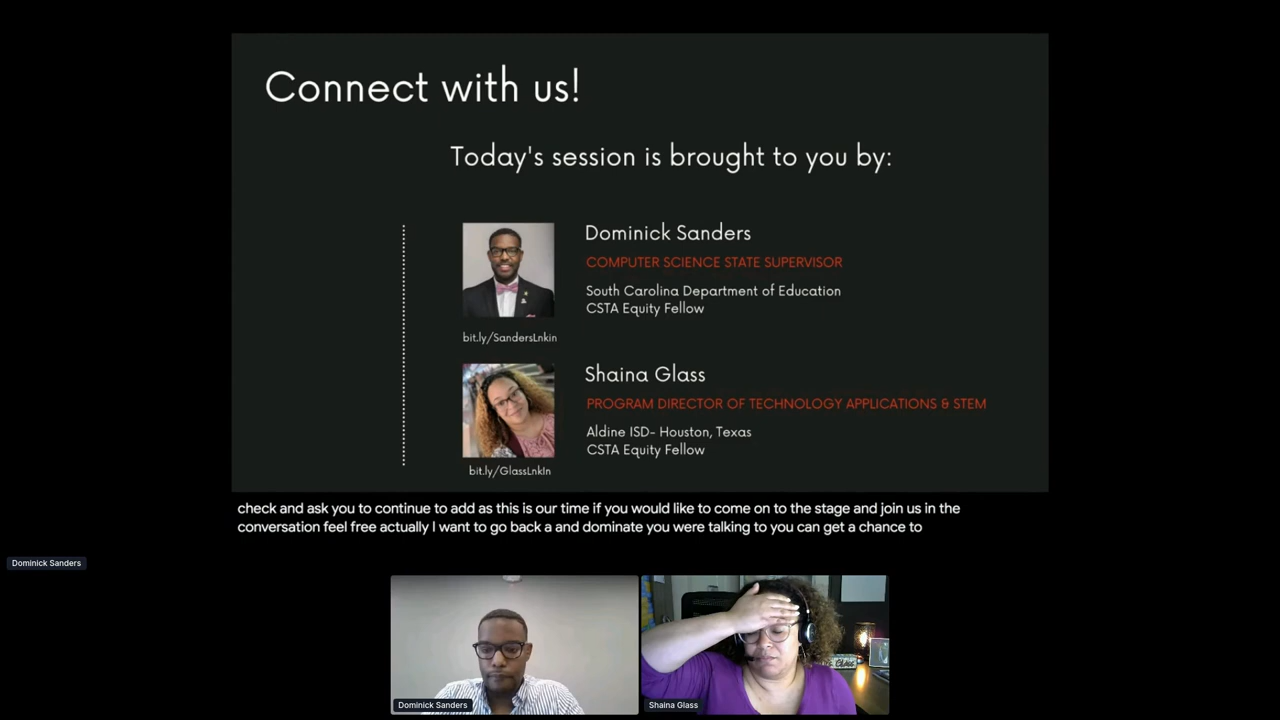 Connect with us!
Today's session is brought to you by:
Dominick Sanders
COMPUTER SCIENCE STATE SUPERVISOR
South Carolina Department of Education
CSTA Equity Fellow
bit.ly/SandersLnkin
Shaina Glass
PROGRAM DIRECTOR OF TECHNOLOGY APPLICATIONS & STEM
Aldine ISD- Houston, Texas
CSTA Equity Fellow
bit.ly/GlassLnkIn
check and ask you to continue to add as this is our time if you would like to come on to the stage and join us in the
conversation feel free actually I want to go back a and dominate you were talking to you can get a chance to
Dominick Sanders
Dominick Sanders
Shaina Glass